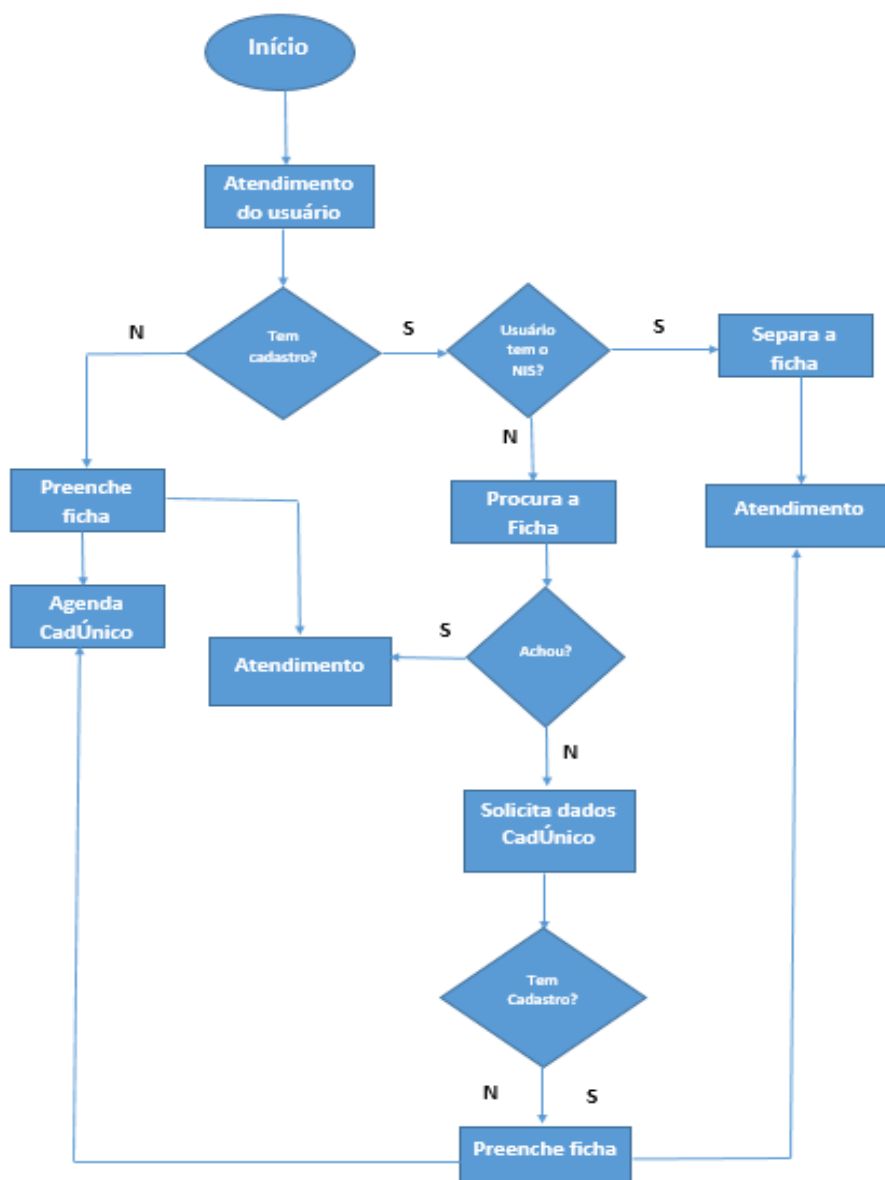 Início
Atendimento
do usuário
N
Tem
cadastro?
S
Usuário
tem o
NIS?
S
Separa a
ficha
N
Preenche
ficha
Procura a
Ficha
Atendimento
Agenda
CadÚnico
Atendimento
S
Achou?
N
Solicita dados
CadÚnico
Tem
Cadastro?
N
S
Preenche ficha